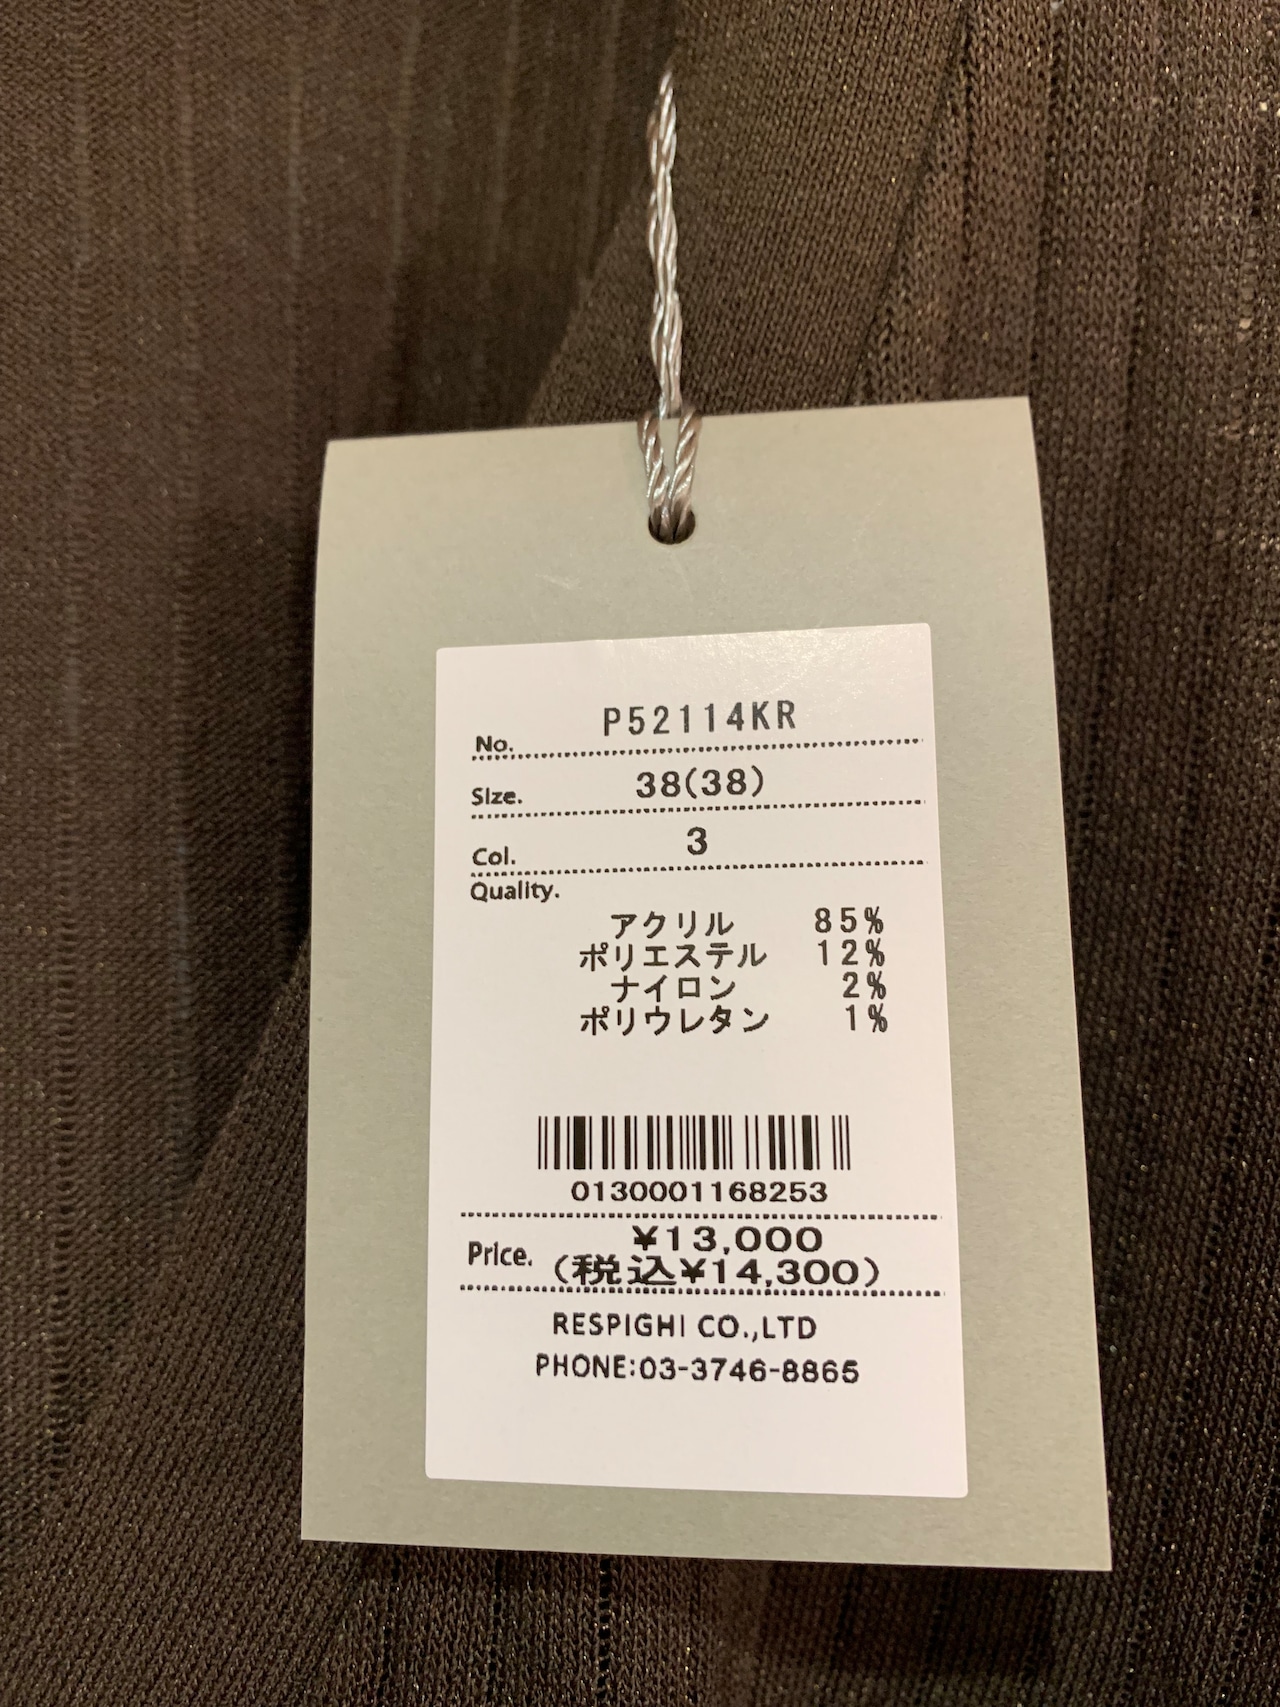 No. P52114KR
Size. 38(38)
Col. 3
Quality.
アクリル 85%
ポリエステル 12%
ナイロン 2%
ポリウレタン 1%
0130001168253
¥13,000
Price. (税込¥14,300)
RESPIGHI CO.,LTD
PHONE:03-3746-8865